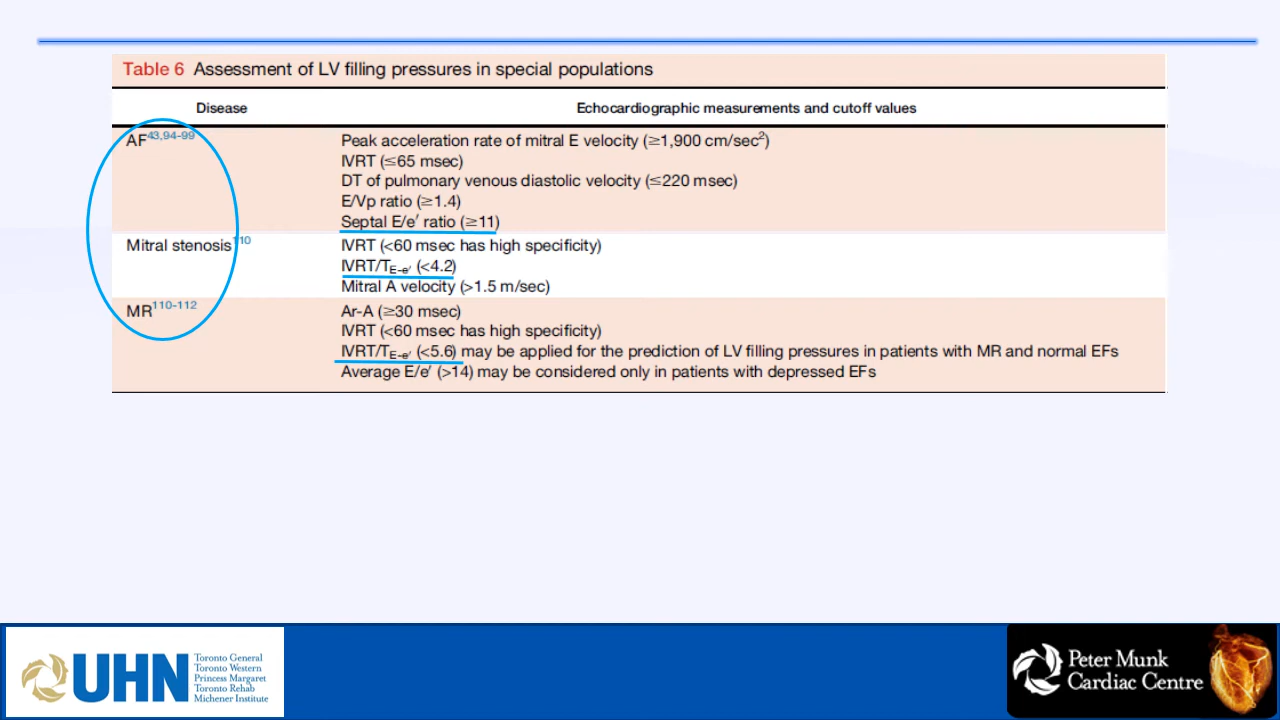 Table 6 Assessment of LV filling pressures in special populations
Disease Echocardiographic measurements and cutoff values
AF43,94-99 Peak acceleration rate of mitral E velocity (≥1,900 cm/sec2)
IVRT (≤65 msec)
DT of pulmonary venous diastolic velocity (≤220 msec)
E/Vp ratio (≥1.4)
Septal E/e′ ratio (≥11)
Mitral stenosis110 IVRT (<60 msec has high specificity)
IVRT/TE-e′ (<4.2)
Mitral A velocity (>1.5 m/sec)
MR110-112 Ar-A (≥30 msec)
IVRT (<60 msec has high specificity)
IVRT/TE-e′ (<5.6) may be applied for the prediction of LV filling pressures in patients with MR and normal EFs
Average E/e′ (>14) may be considered only in patients with depressed EFs
UHN
Toronto General
Toronto Western
Princess Margaret
Toronto Rehab
Michener Institute
Peter Munk
Cardiac Centre